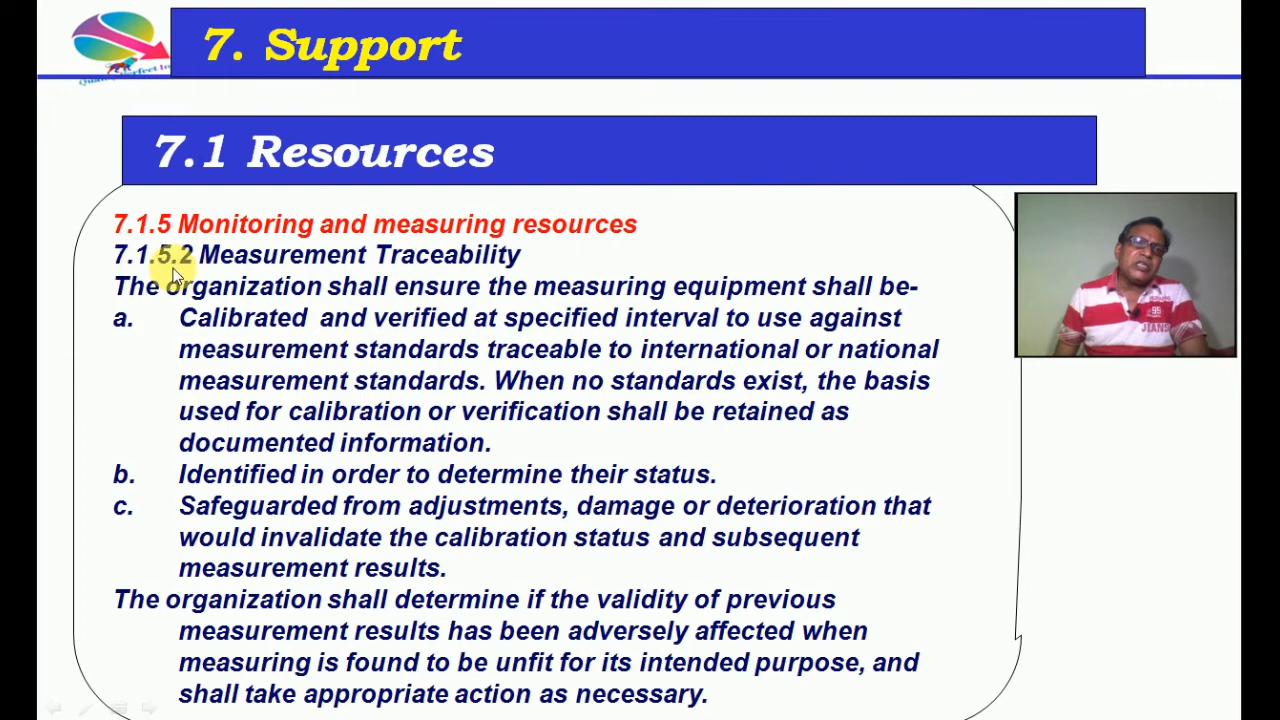 7. Support
7.1 Resources
7.1.5 Monitoring and measuring resources
7.1.5.2 Measurement Traceability
The organization shall ensure the measuring equipment shall be-
a. Calibrated and verified at specified interval to use against
measurement standards traceable to international or national
measurement standards. When no standards exist, the basis
used for calibration or verification shall be retained as
documented information.
b. Identified in order to determine their status.
c. Safeguarded from adjustments, damage or deterioration that
would invalidate the calibration status and subsequent
measurement results.
The organization shall determine if the validity of previous
measurement results has been adversely affected when
measuring is found to be unfit for its intended purpose, and
shall take appropriate action as necessary.
99